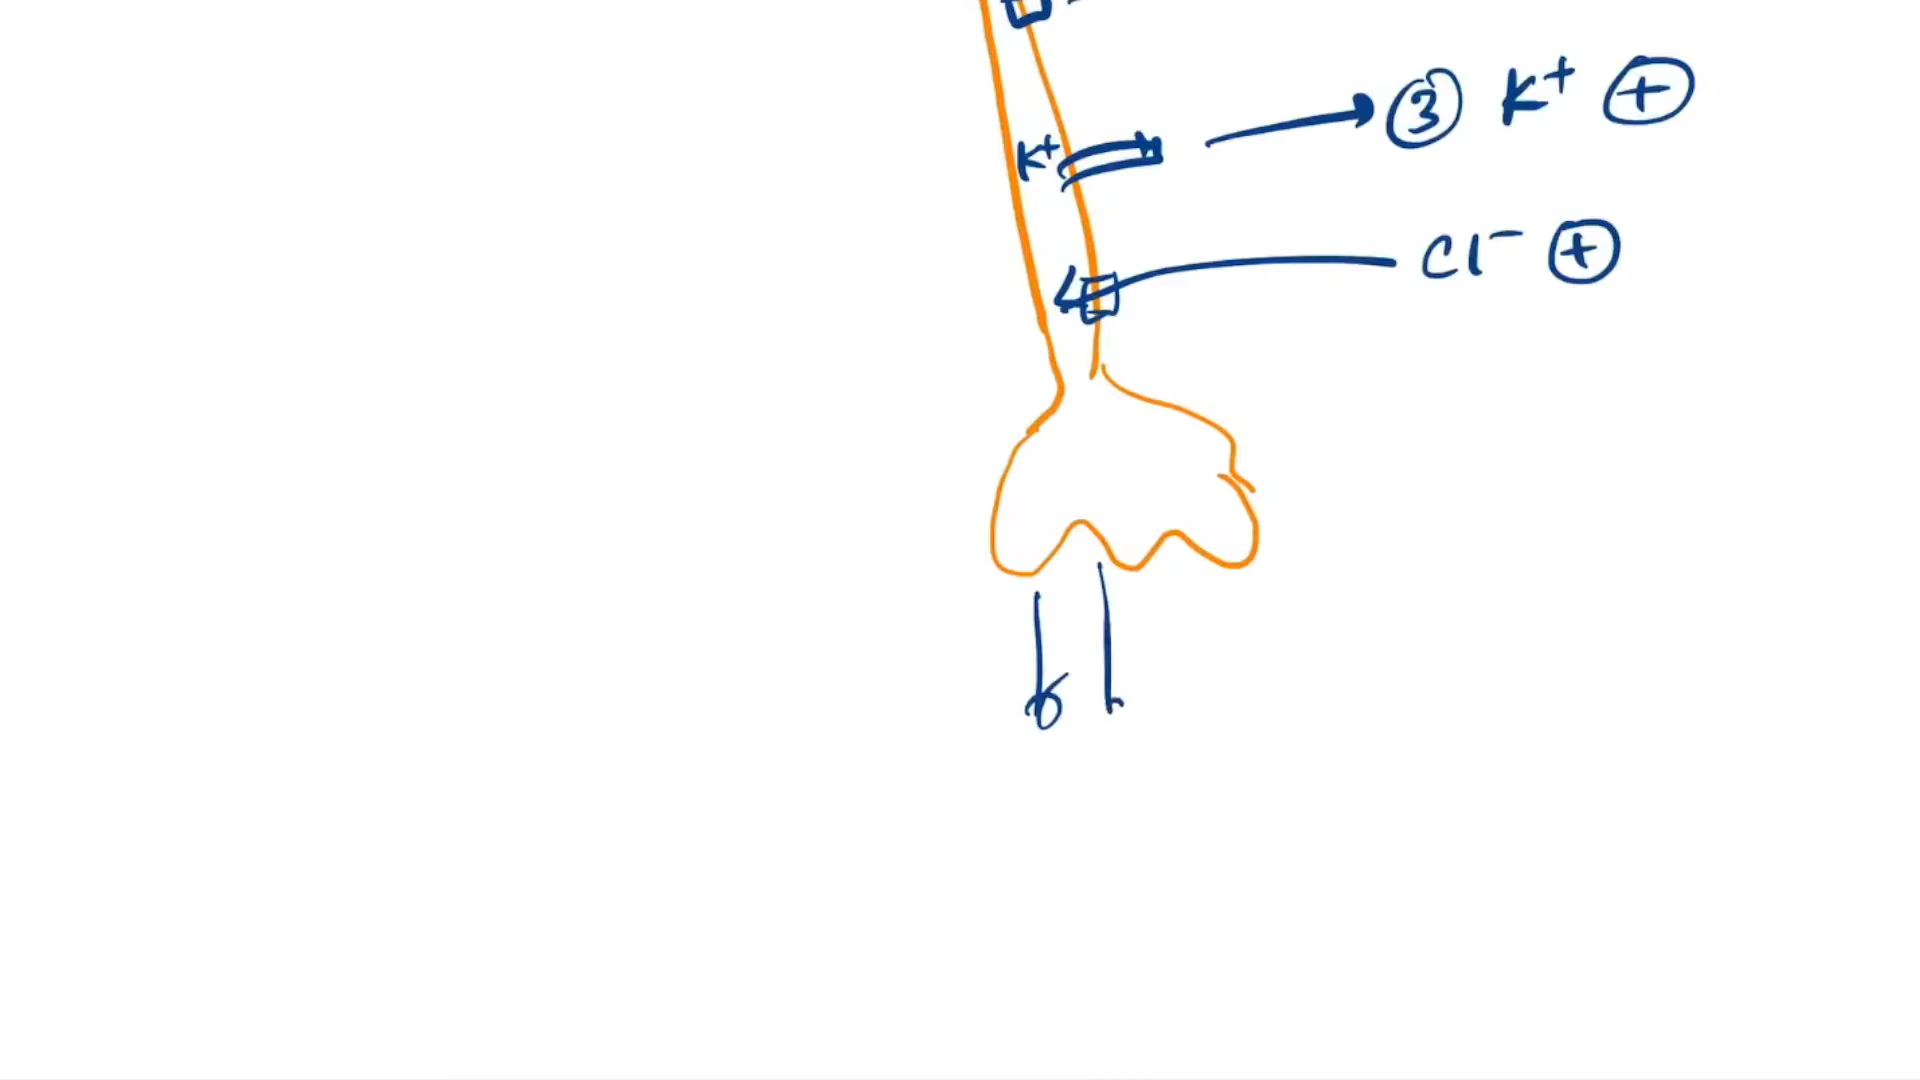 ③ K⁺ ⊕
K⁺
Cl⁻ ⊕